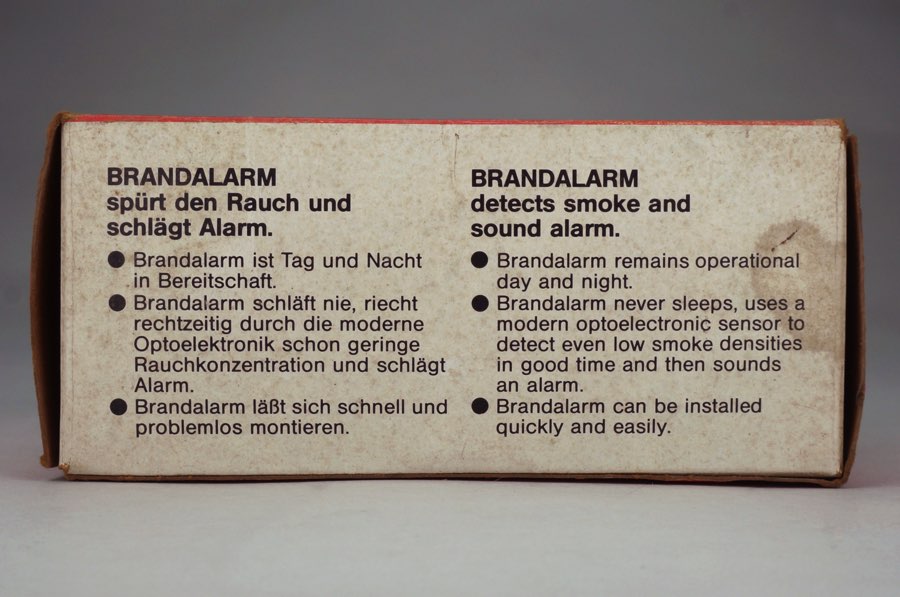 BRANDALARM
spürt den Rauch und
schlägt Alarm.
● Brandalarm ist Tag und Nacht
in Bereitschaft.
● Brandalarm schläft nie, riecht
rechtzeitig durch die moderne
Optoelektronik schon geringe
Rauchkonzentration und schlägt
Alarm.
● Brandalarm läßt sich schnell und
problemlos montieren.
BRANDALARM
detects smoke and
sound alarm.
● Brandalarm remains operational
day and night.
● Brandalarm never sleeps, uses a
modern optoelectronic sensor to
detect even low smoke densities
in good time and then sounds
an alarm.
● Brandalarm can be installed
quickly and easily.